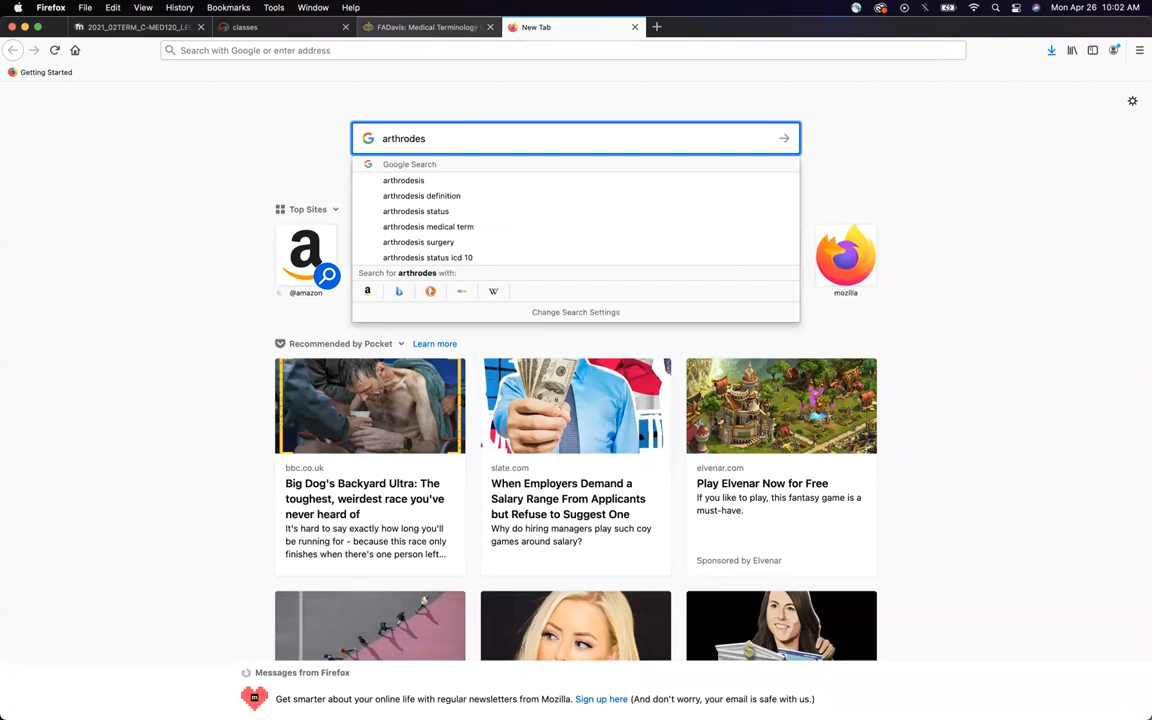 Firefox File Edit View History Bookmarks Tools Window Help Mon Apr 26 10:02 AM
2021_02TERM_C-MED120_LEC classes FADavis: Medical Terminology New Tab
Search with Google or enter address
Getting Started
arthrodes
Google Search
arthrodesis
arthrodesis definition
arthrodesis status
arthrodesis medical term
arthrodesis surgery
arthrodesis status icd 10
Search for arthrodes with:
Change Search Settings
Top Sites
@amazon
mozilla
Recommended by Pocket Learn more
bbc.co.uk
Big Dog's Backyard Ultra: The
toughest, weirdest race you've
never heard of
It's hard to say exactly how long you'll
be running for - because this race only
finishes when there's one person left...
slate.com
When Employers Demand a
Salary Range From Applicants
but Refuse to Suggest One
Why do hiring managers play such coy
games around salary?
elvenar.com
Play Elvenar Now for Free
If you like to play, this fantasy game is a
must-have.
Sponsored by Elvenar
Messages from Firefox
Get smarter about your online life with regular newsletters from Mozilla. Sign up here (And don't worry, your email is safe with us.)